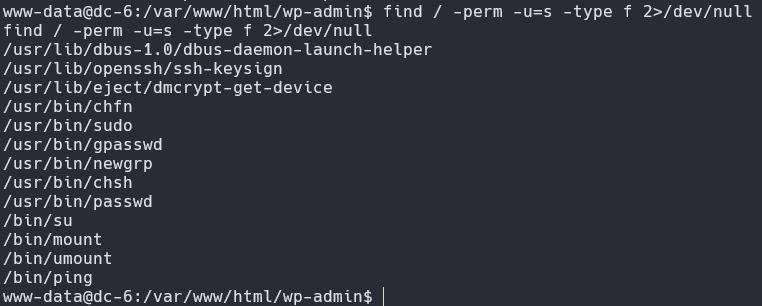 www-data@dc-6:/var/www/html/wp-admin$ find / -perm -u=s -type f 2>/dev/null
find / -perm -u=s -type f 2>/dev/null
/usr/lib/dbus-1.0/dbus-daemon-launch-helper
/usr/lib/openssh/ssh-keysign
/usr/lib/eject/dmcrypt-get-device
/usr/bin/chfn
/usr/bin/sudo
/usr/bin/gpasswd
/usr/bin/newgrp
/usr/bin/chsh
/usr/bin/passwd
/bin/su
/bin/mount
/bin/umount
/bin/ping
www-data@dc-6:/var/www/html/wp-admin$